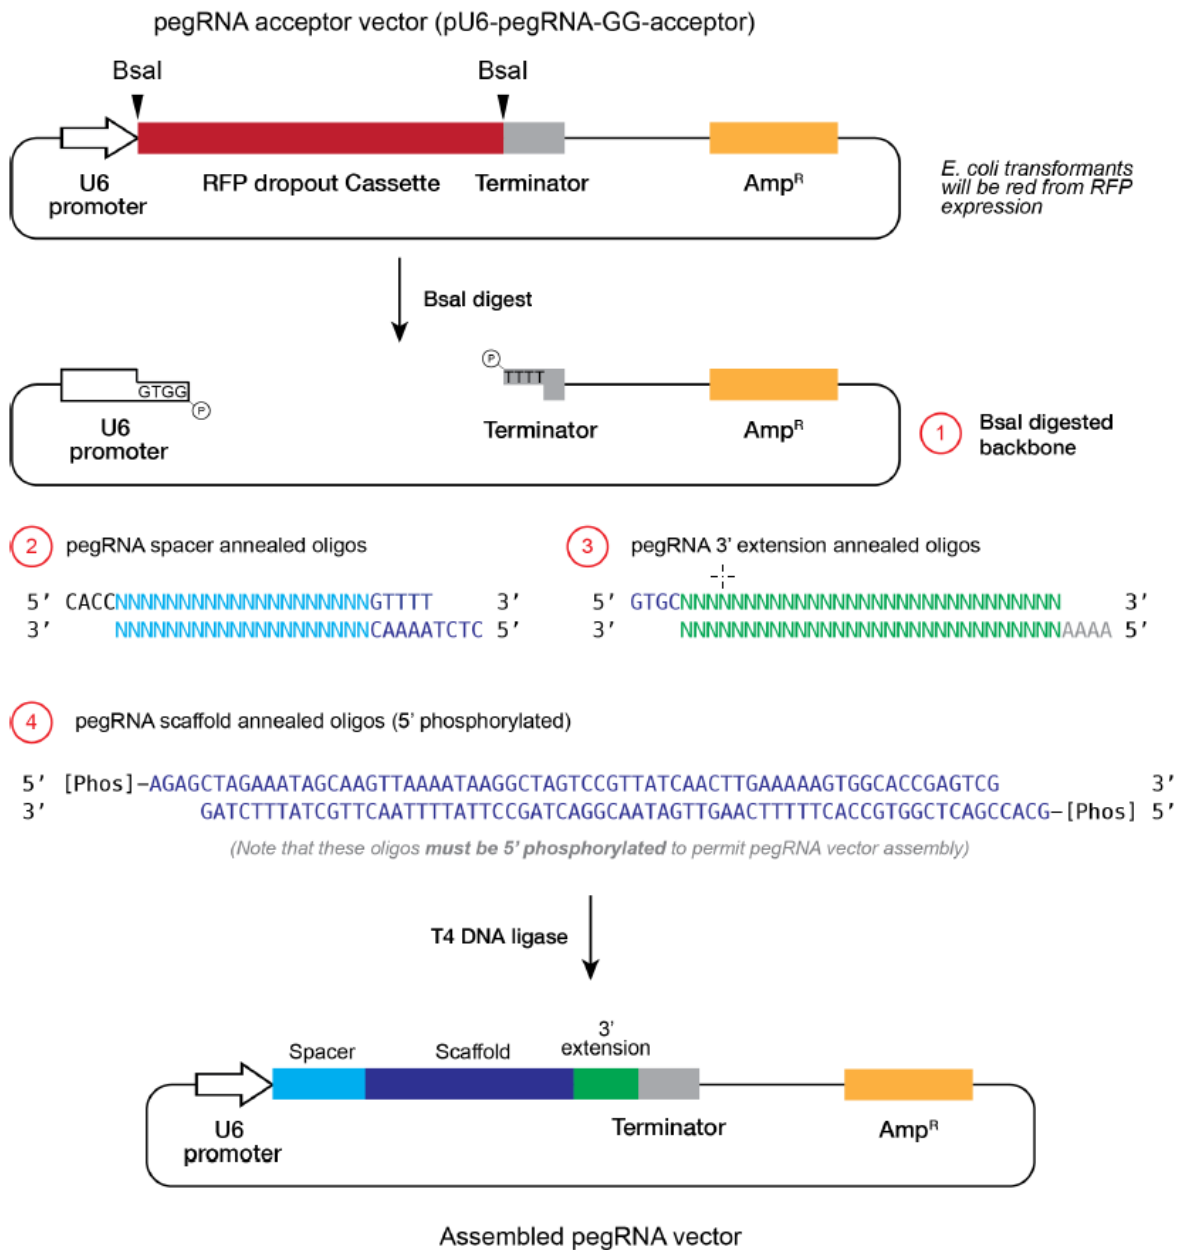 pegRNA acceptor vector (pU6-pegRNA-GG-acceptor)
BsaI BsaI
U6 promoter
RFP dropout Cassette
Terminator
Amp^R
E. coli transformants
will be red from RFP
expression
BsaI digest
GTGG
P
P
TTTT
U6
promoter
Terminator
Amp^R
1
BsaI digested
backbone
2 pegRNA spacer annealed oligos
5’ CACCNNNNNNNNNNNNNNNNNNNNGTTTT 3’
3’ NNNNNNNNNNNNNNNNNNNNCAAAATCTC 5’
3 pegRNA 3’ extension annealed oligos
5’ GTGCNNNNNNNNNNNNNNNNNNNNNNNNNNNNNN 3’
3’ NNNNNNNNNNNNNNNNNNNNNNNNNNNNNNAAAA 5’
4 pegRNA scaffold annealed oligos (5’ phosphorylated)
5’ [Phos]–AGAGCTAGAAATAGCAAGTTAAAATAAGGCTAGTCCGTTATCAACTTGAAAAAGTGGCACCGAGTCG 3’
3’ GATCTTTATCGTTCAATTTTATTCCGATCAGGCAATAGTTGAACTTTTTCACCGTGGCTCAGCCACG–[Phos] 5’
(Note that these oligos must be 5’ phosphorylated to permit pegRNA vector assembly)
T4 DNA ligase
Spacer
Scaffold
3’
extension
U6
promoter
Terminator
Amp^R
Assembled pegRNA vector